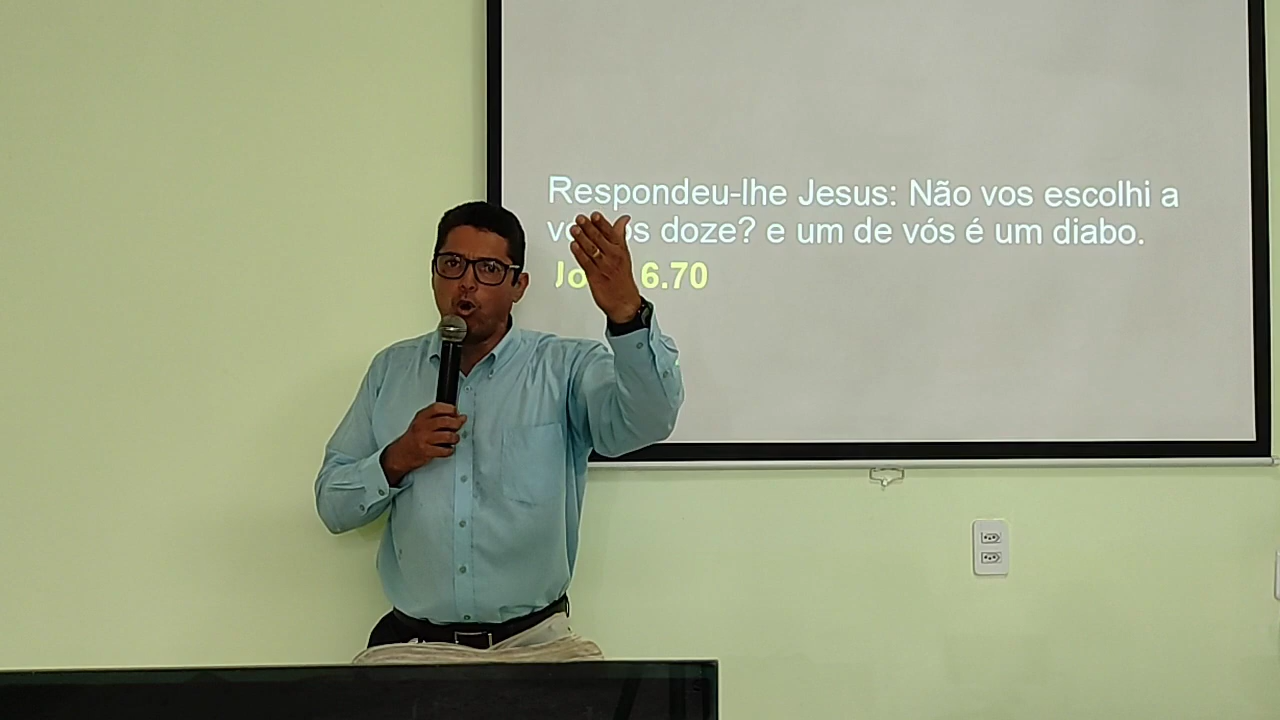 Respondeu-lhe Jesus: Não vos escolhi a
doze? e um de vós é um diabo.
6.70